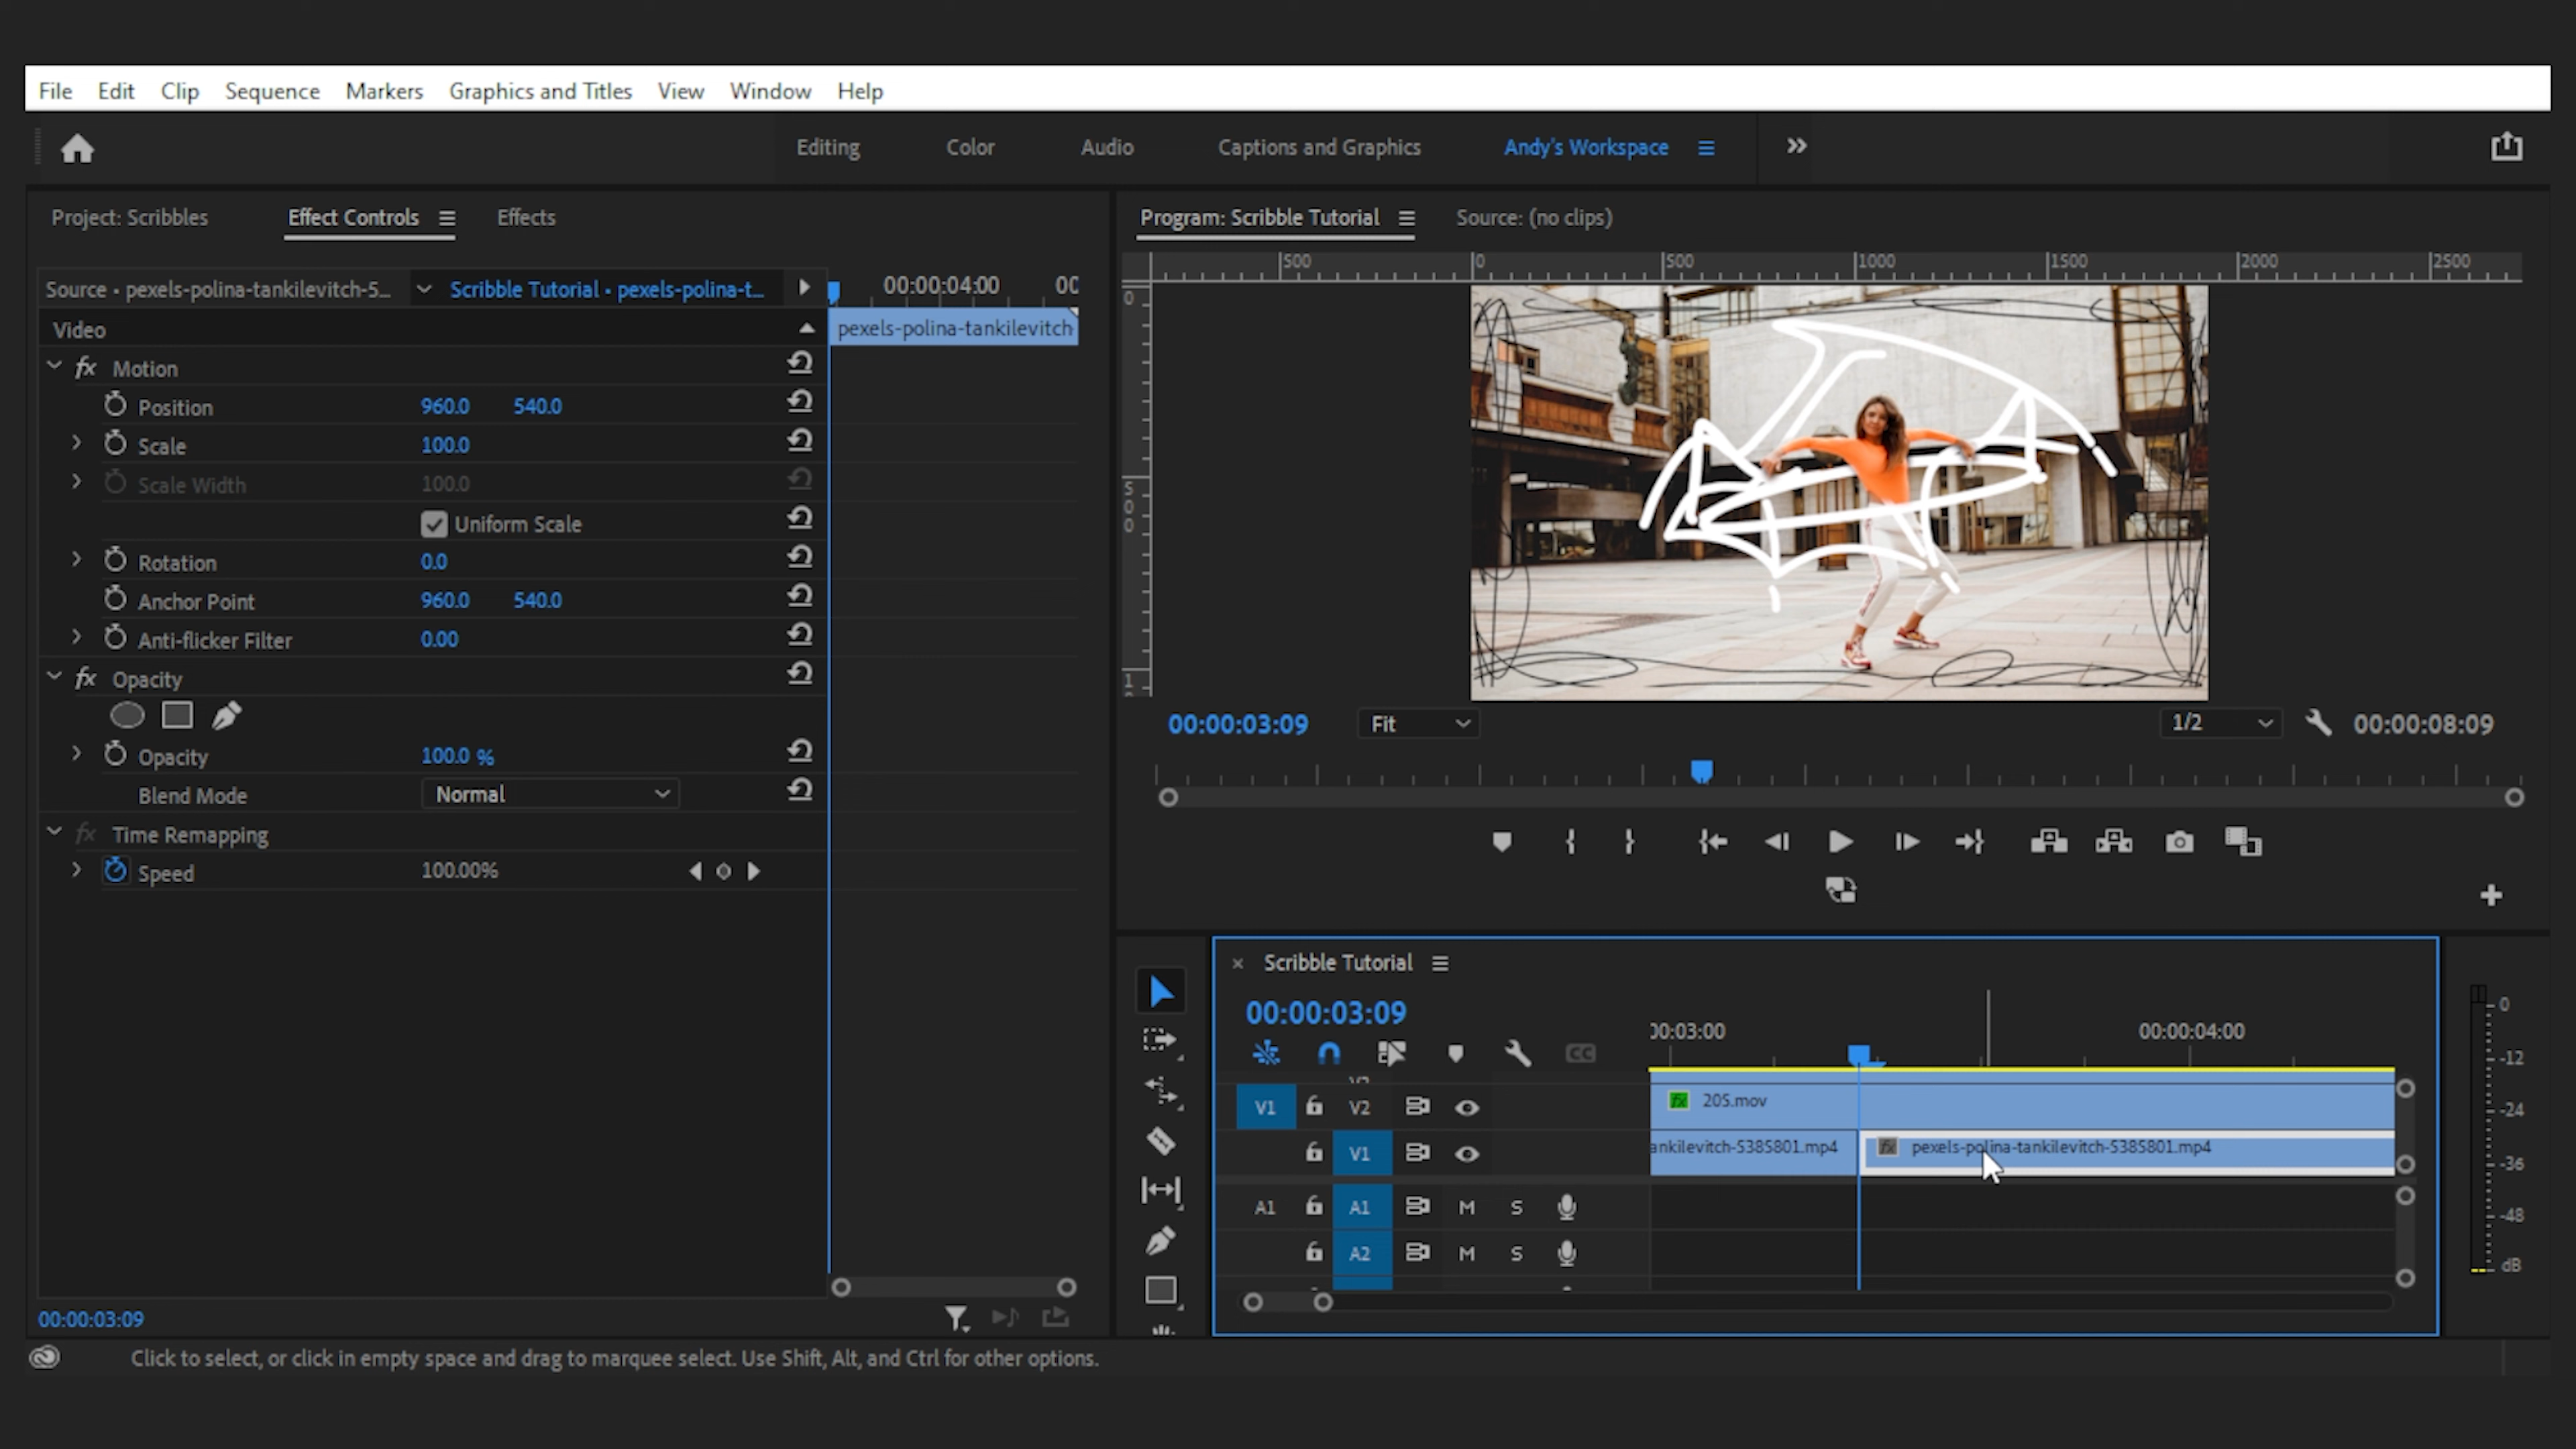 File Edit Clip Sequence Markers Graphics and Titles View Window Help
Editing Color Audio Captions and Graphics Andy's Workspace
Project: Scribbles Effect Controls Effects
Source • pexels-polina-tankilevitch-5... Scribble Tutorial • pexels-polina-t...
00:00:04:00 00
Video
pexels-polina-tankilevitch
fx Motion
Position 960.0 540.0
Scale 100.0
Scale Width 100.0
Uniform Scale
Rotation 0.0
Anchor Point 960.0 540.0
Anti-flicker Filter 0.00
fx Opacity
Opacity 100.0 %
Blend Mode Normal
fx Time Remapping
Speed 100.00%
00:00:03:09
Program: Scribble Tutorial Source: (no clips)
500 0 500 1000 1500 2000 2500
0
500
1
00:00:03:09 Fit 1/2 00:00:08:09
Scribble Tutorial
00:00:03:09
00:03:00 00:00:04:00
CC
V1 V2 fx 205.mov
V1 ankilevitch-5385801.mp4 fx pexels-polina-tankilevitch-5385801.mp4
A1 A1 M S
A2 M S
0
-12
-24
-36
-48
dB
Click to select, or click in empty space and drag to marquee select. Use Shift, Alt, and Ctrl for other options.